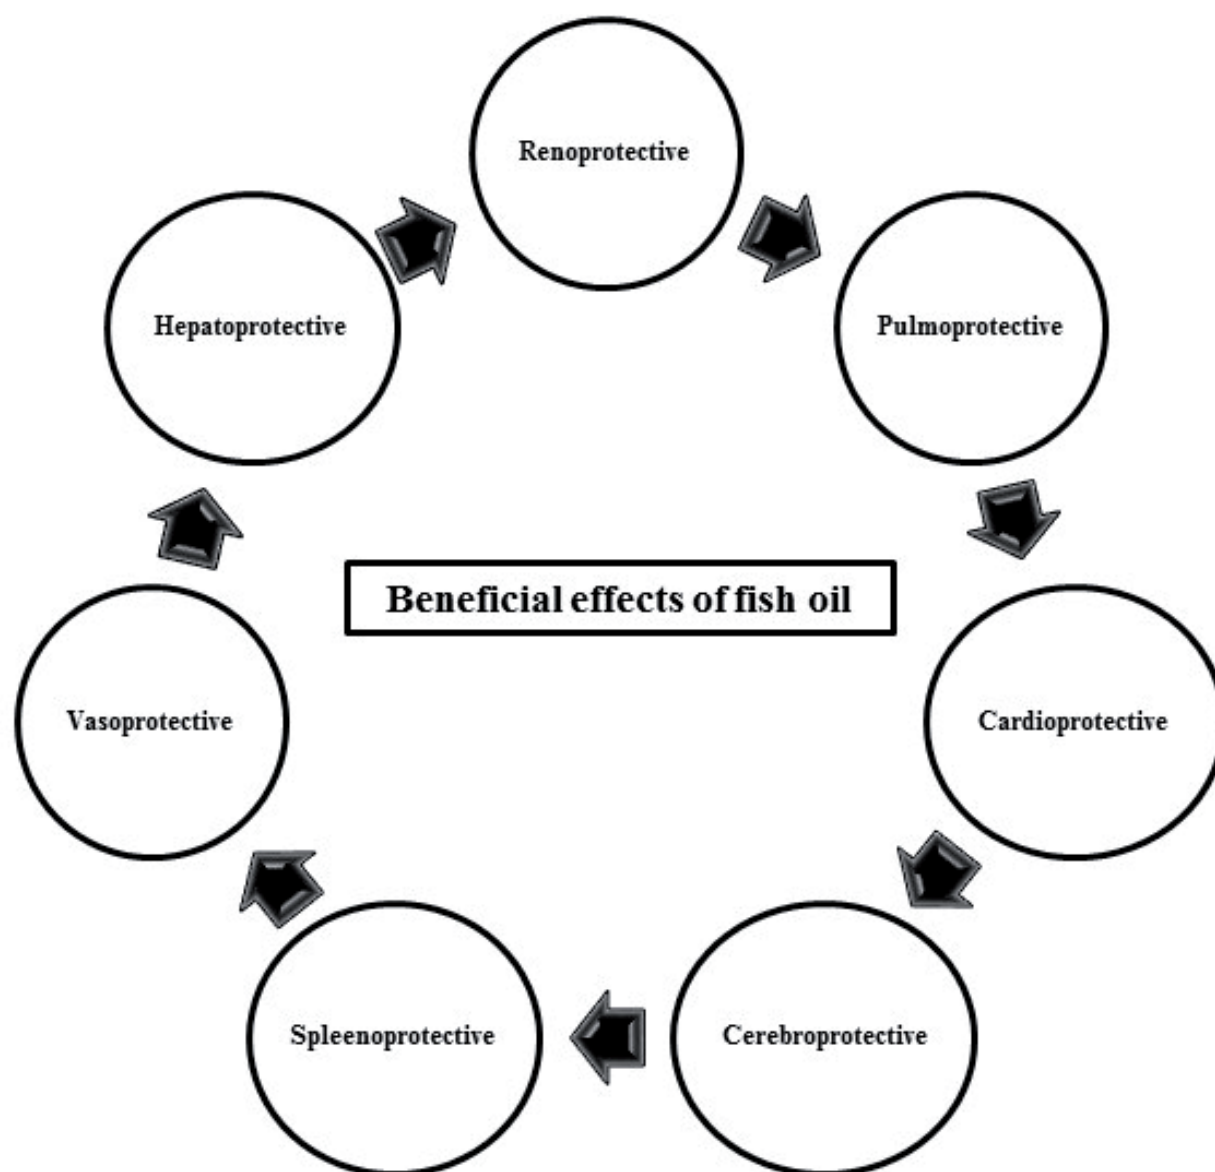 Renoprotective
Hepatoprotective
Pulmoprotective
Beneficial effects of fish oil
Vasoprotective
Cardioprotective
Spleenoprotective
Cerebroprotective